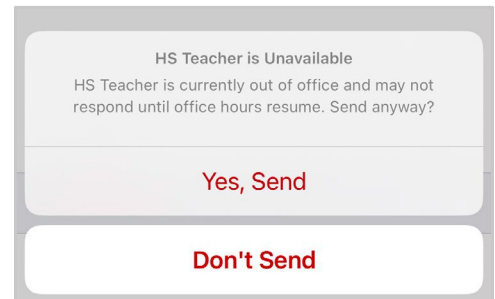 HS Teacher is Unavailable
HS Teacher is currently out of office and may not
respond until office hours resume. Send anyway?
Yes, Send
Don't Send